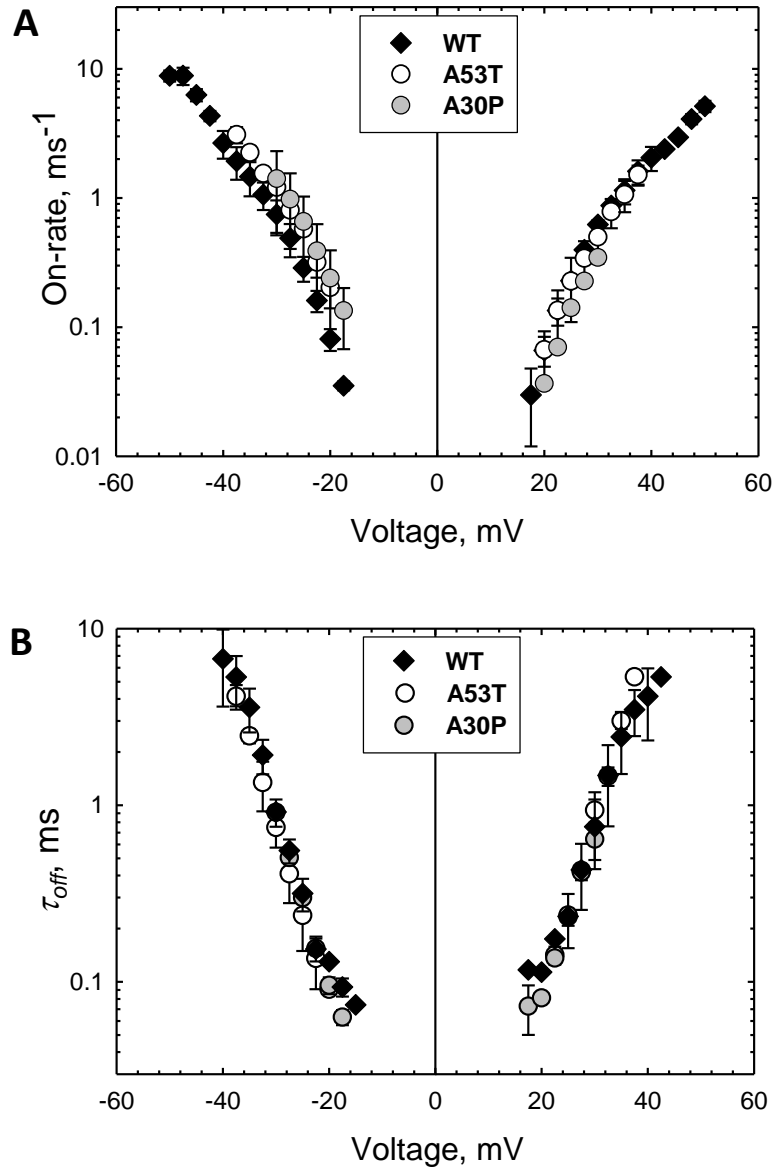 A
WT
A53T
A30P
On-rate, ms-1
10
1
0.1
0.01
-60 -40 -20 0 20 40 60
Voltage, mV
B
WT
A53T
A30P
τoff, ms
10
1
0.1
-60 -40 -20 0 20 40 60
Voltage, mV